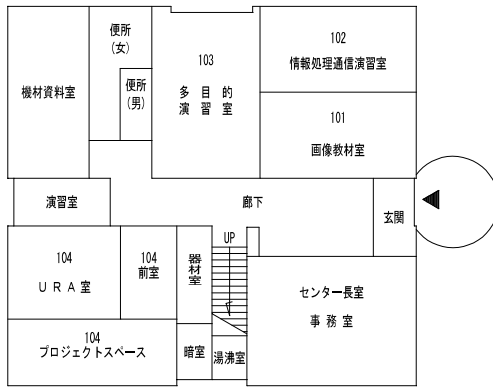 便所
(女)
便所
(男)
機材資料室
103
多目的
演習室
102
情報処理通信演習室
101
画像教材室
演習室
廊下
玄関
UP
104
URA室
104
前室
器材室
センター長室
事務室
104
プロジェクトスペース
暗室
湯沸室